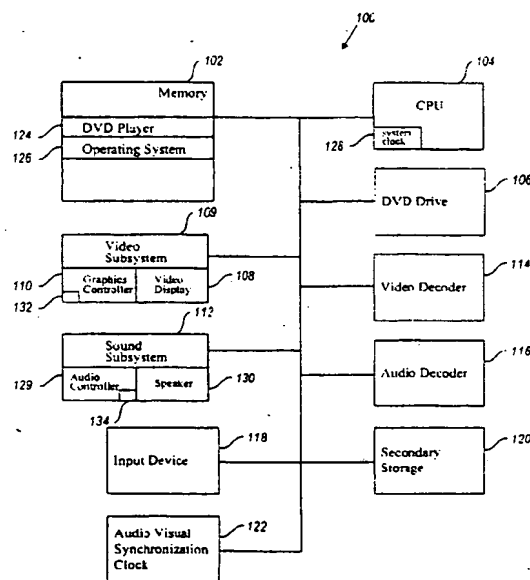 100
102
Memory
124
DVD Player
126
Operating System
104
CPU
128
System
clock
106
DVD Drive
109
Video
Subsystem
110
Graphics
Controller
132
Video
Display
108
114
Video Decoder
112
Sound
Subsystem
129
Audio
Controller
Speaker
130
134
116
Audio Decoder
118
Input Device
120
Secondary
Storage
122
Audio Visual
Synchronization
Clock